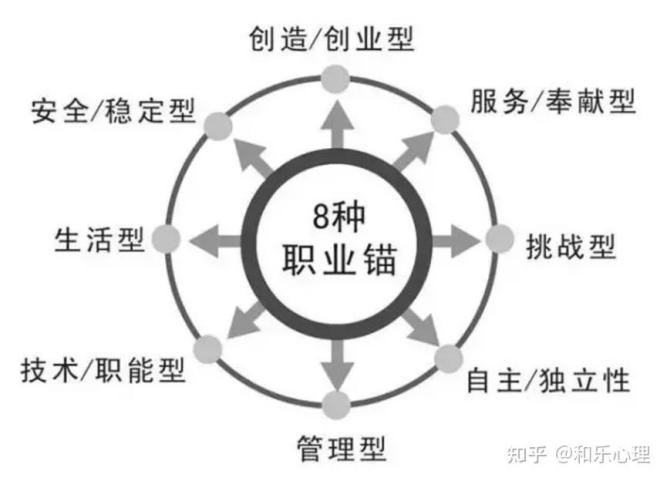 创造/创业型
服务/奉献型
安全/稳定型
8种
职业锚
生活型
挑战型
技术/职能型
自主/独立性
管理型
知乎 @和乐心理